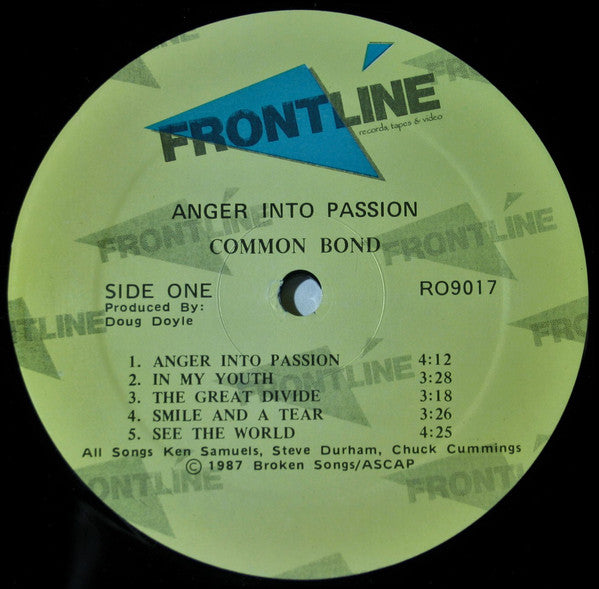 FRONTLINE
records, tapes & video
ANGER INTO PASSION
COMMON BOND
SIDE ONE RO9017
Produced By:
Doug Doyle
1. ANGER INTO PASSION 4:12
2. IN MY YOUTH 3:28
3. THE GREAT DIVIDE 3:18
4. SMILE AND A TEAR 3:26
5. SEE THE WORLD 4:25
All Songs Ken Samuels, Steve Durham, Chuck Cummings
© 1987 Broken Songs/ASCAP
FRONTLINE
FRONTLINE
FRONTLINE